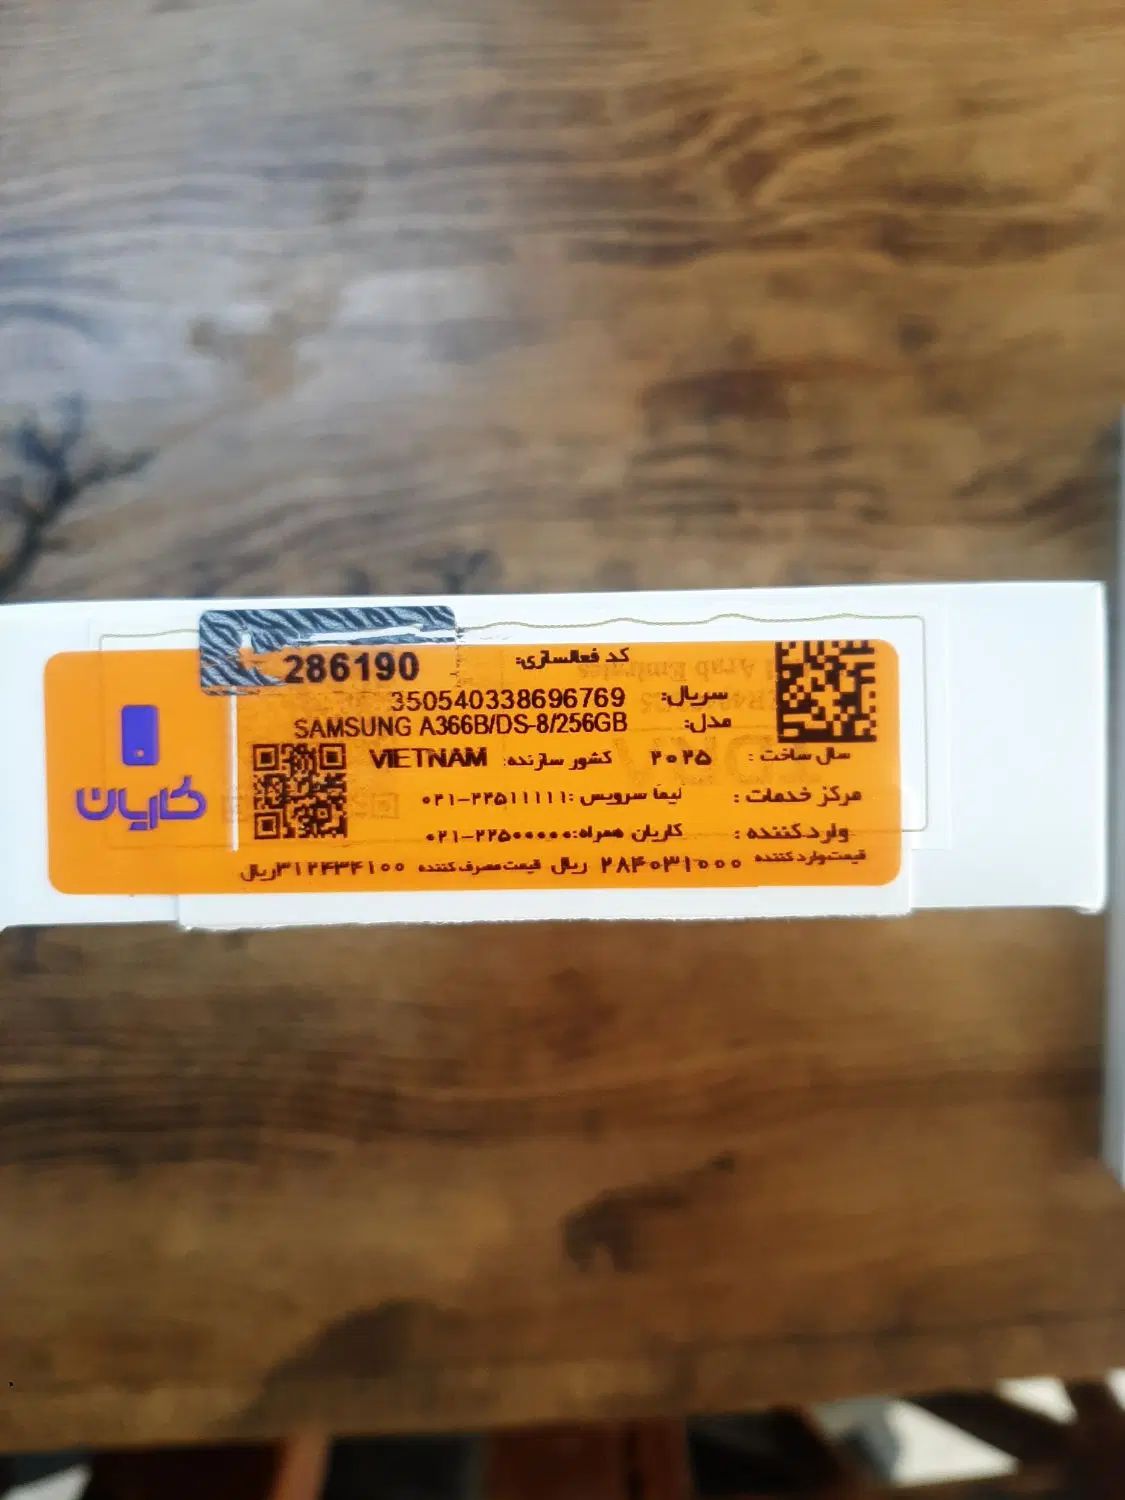 کد فعالسازی: 286190
سریال: 350540338696769
مدل: SAMSUNG A366B/DS-8/256GB
سال ساخت : ۲۰۲۵ کشور سازنده: VIETNAM
مرکز خدمات : لیما سرویس :۰۲۱-۲۲۵۱۱۱۱۱
وارد کننده : کاریان همراه:۰۲۱-۲۲۵۰۰۰۰۰
قیمت وارد کننده ۲۸۴۰۳۱۰۰۰ ریال قیمت مصرف کننده ۳۱۲۴۳۴۱۰۰ریال
کاریان